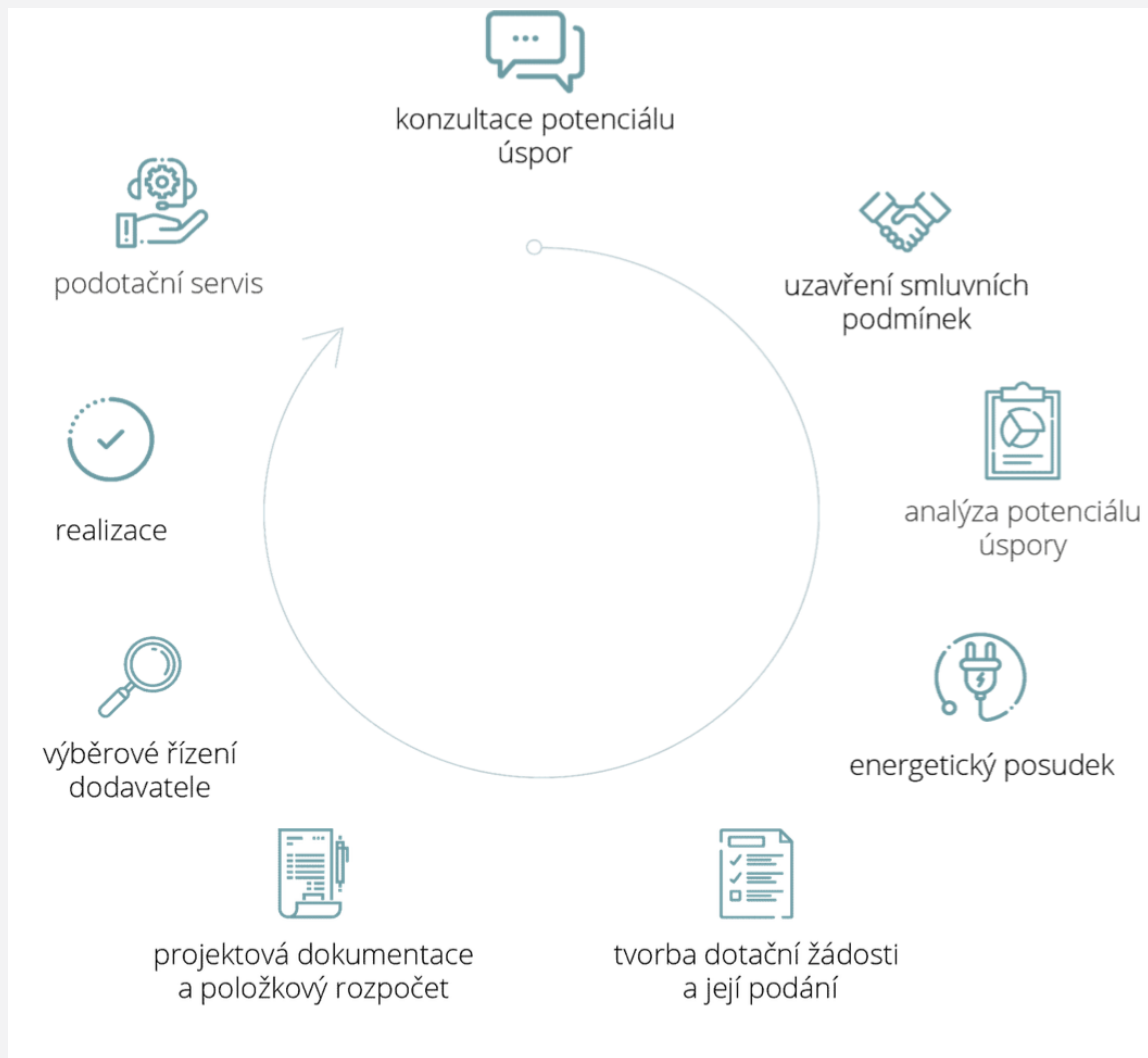 konzultace potenciálu
úspor
uzavření smluvních
podmínek
analýza potenciálu
úspory
energetický posudek
tvorba dotační žádosti
a její podání
projektová dokumentace
a položkový rozpočet
výběrové řízení
dodavatele
realizace
podotační servis